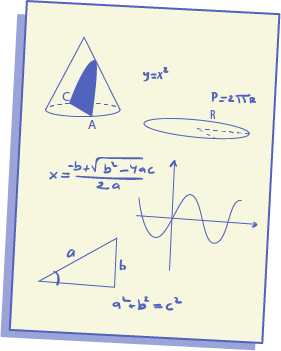 y=x²
C
A
P=2πR
R
x=-b+√b²-4ac/2a
a
b
a²+b²=c²